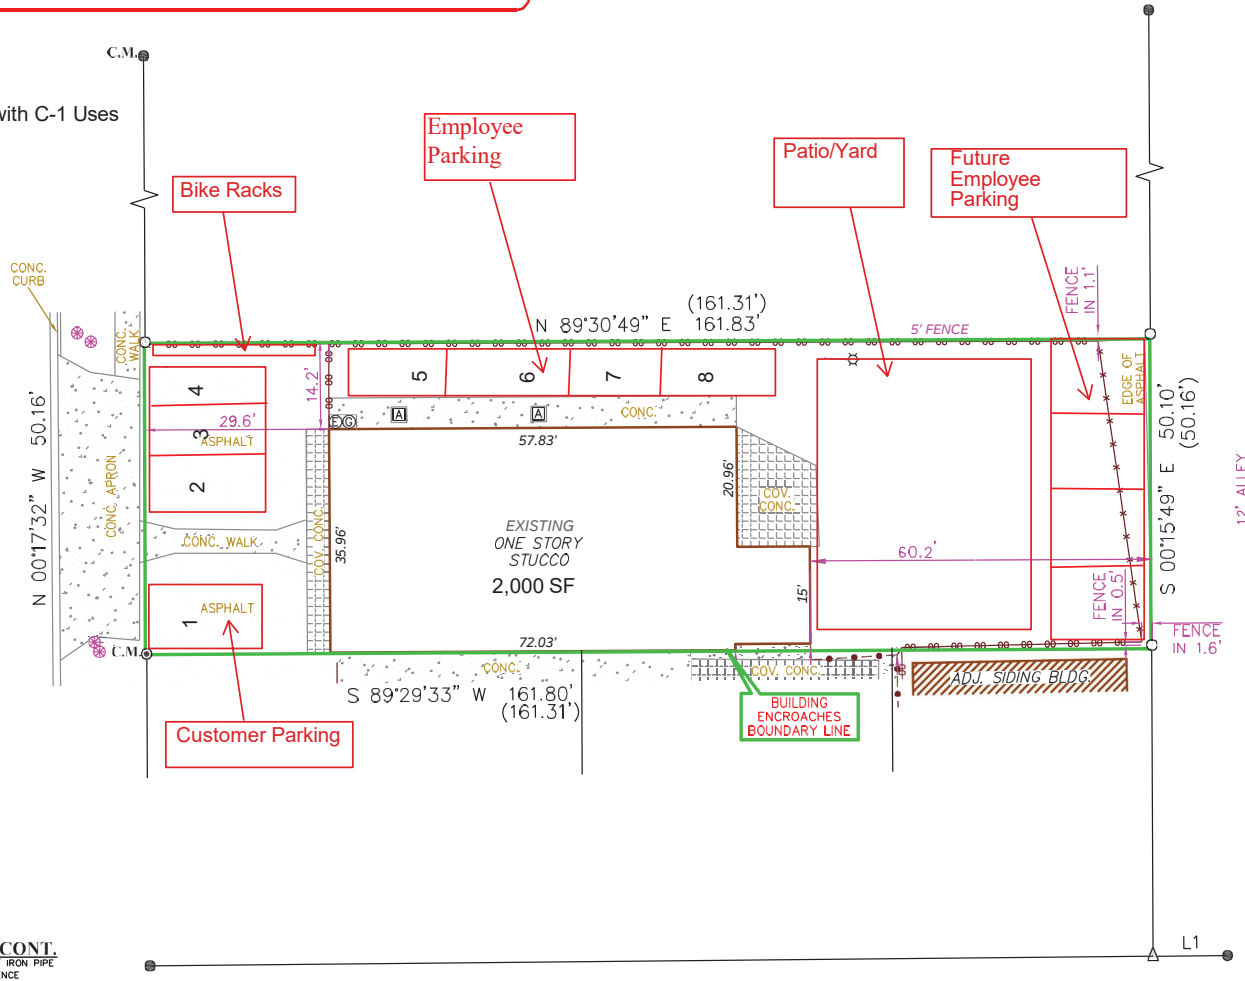 C.M.
with C-1 Uses
Employee
Parking
Patio/Yard
Future
Employee
Parking
Bike Racks
CONC.
CURB
CONC.
WALK
(161.31')
N 89°30'49" E 161.83'
5' FENCE
FENCE
IN 1.1'
EDGE OF
ASPHALT
14.2'
4
29.6'
3
ASPHALT
2
5
6
7
8
E
G
A
A
CONC.
57.83'
20.96'
COV.
CONC.
N 00°17'32" W 50.16'
CONC. APRON
CONC. WALK
COV. CONC.
35.96'
EXISTING
ONE STORY
STUCCO
2,000 SF
60.2'
15'
S 00°15'49" E 50.10'
(50.16')
12' ALLEY
1
ASPHALT
FENCE
IN 0.5'
FENCE
IN 1.6'
C.M.
72.03'
CONC.
COV. CONC.
ADJ. SIDING BLDG.
S 89°29'33" W 161.80'
(161.31')
BUILDING
ENCROACHES
BOUNDARY LINE
Customer Parking
L1
CONT.
IRON PIPE